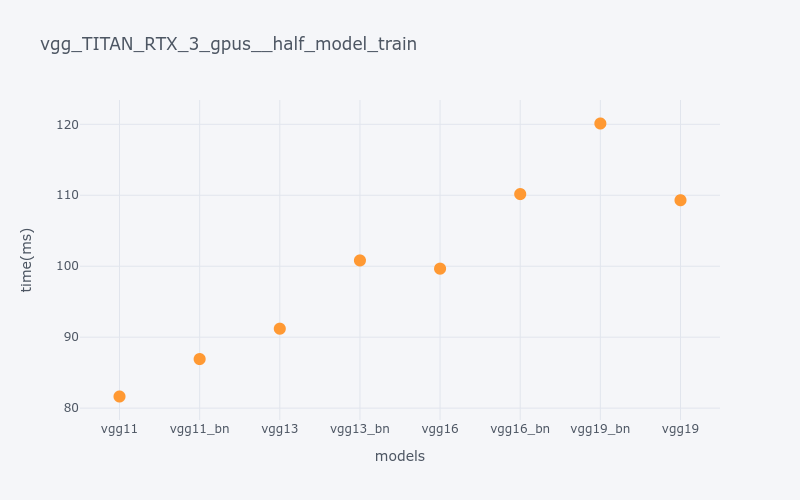 vgg_TITAN_RTX_3_gpus__half_model_train
120
110
100
90
80
time(ms)
vgg11 vgg11_bn vgg13 vgg13_bn vgg16 vgg16_bn vgg19_bn vgg19
models